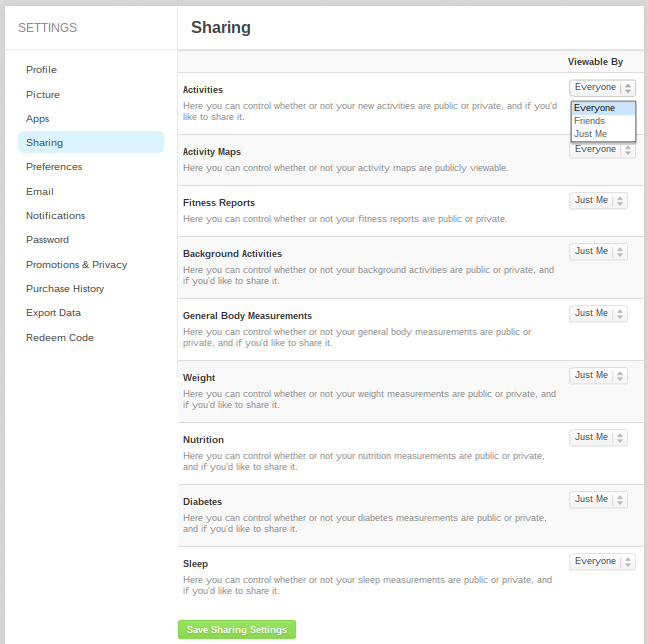 SETTINGS
Sharing
Profile
Picture
Apps
Sharing
Preferences
Email
Notifications
Password
Promotions & Privacy
Purchase History
Export Data
Redeem Code
Viewable By
Activities
Everyone
Here you can control whether or not your new activities are public or private, and if you'd
like to share it.
Everyone
Friends
Just Me
Activity Maps
Everyone
Here you can control whether or not your activity maps are publicly viewable.
Fitness Reports
Just Me
Here you can control whether or not your fitness reports are public or private.
Background Activities
Just Me
Here you can control whether or not your background activities are public or private, and
if you'd like to share it.
General Body Measurements
Just Me
Here you can control whether or not your general body measurements are public or
private, and if you'd like to share it.
Weight
Just Me
Here you can control whether or not your weight measurements are public or private, and
if you'd like to share it.
Nutrition
Just Me
Here you can control whether or not your nutrition measurements are public or private,
and if you'd like to share it.
Diabetes
Just Me
Here you can control whether or not your diabetes measurements are public or private,
and if you'd like to share it.
Sleep
Everyone
Here you can control whether or not your sleep measurements are public or private, and
if you'd like to share it.
Save Sharing Settings